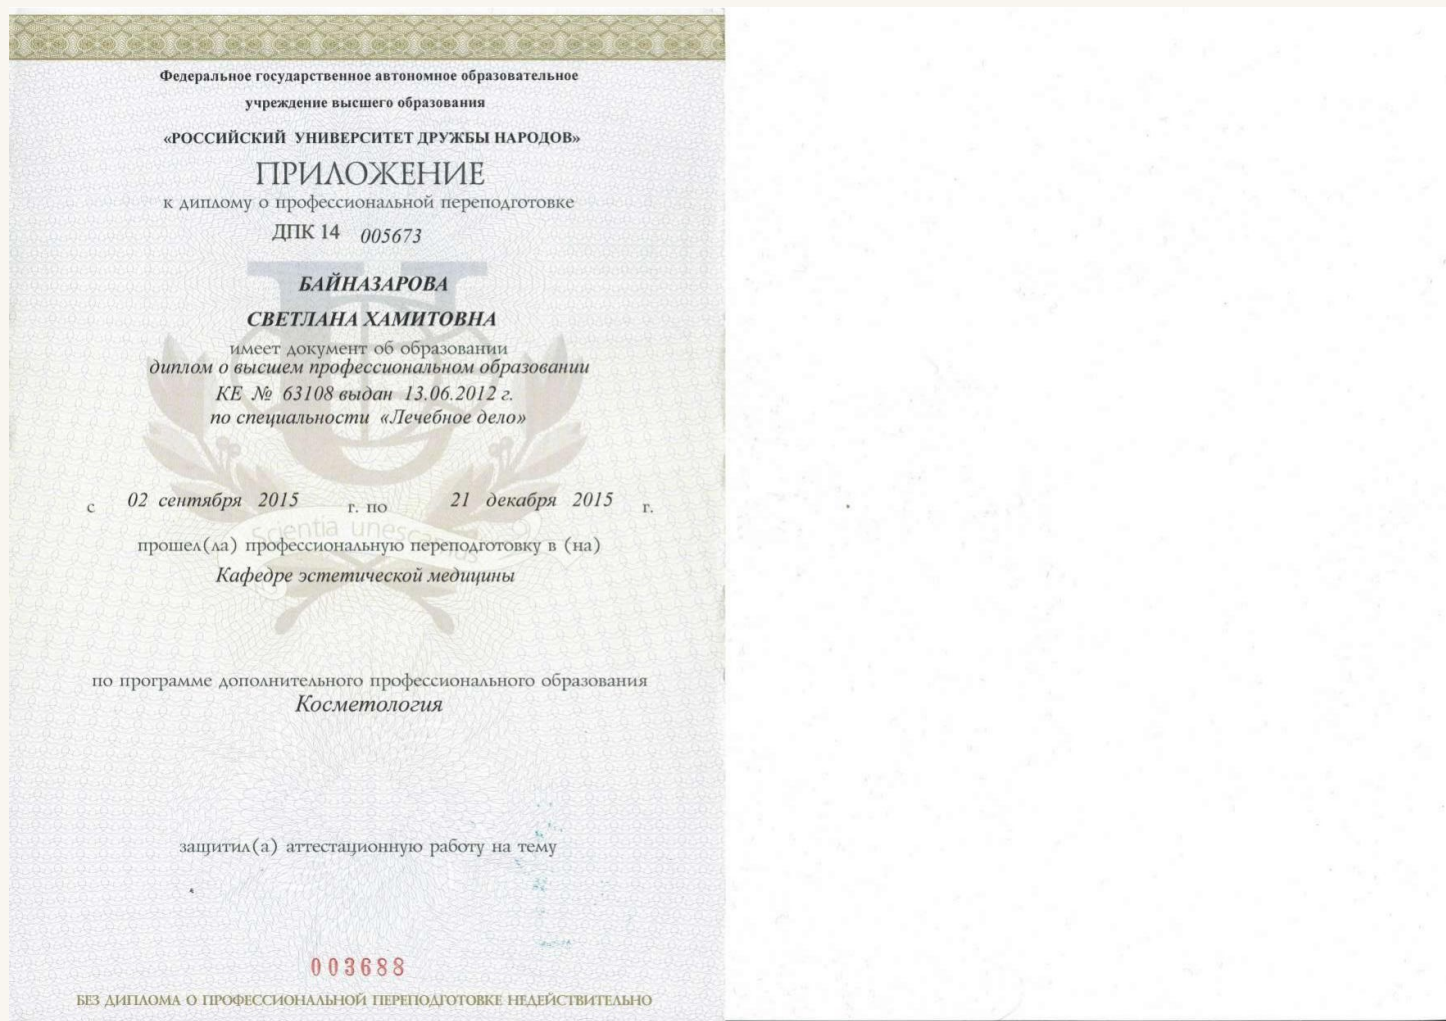 Федеральное государственное автономное образовательное
учреждение высшего образования
«РОССИЙСКИЙ УНИВЕРСИТЕТ ДРУЖБЫ НАРОДОВ»
ПРИЛОЖЕНИЕ
к диплому о профессиональной переподготовке
ДПК 14 005673
БАЙНАЗАРОВА
СВЕТЛАНА ХАМИТОВНА
имеет документ об образовании
диплом о высшем профессиональном образовании
КЕ № 63108 выдан 13.06.2012 г.
по специальности «Лечебное дело»
с 02 сентября 2015 г. по 21 декабря 2015 г.
Scientia unescamus
прошел(ла) профессиональную переподготовку в (на)
Кафедре эстетической медицины
по программе дополнительного профессионального образования
Косметология
защитил(а) аттестационную работу на тему
003688
БЕЗ ДИПЛОМА О ПРОФЕССИОНАЛЬНОЙ ПЕРЕПОДГОТОВКЕ НЕДЕЙСТВИТЕЛЬНО